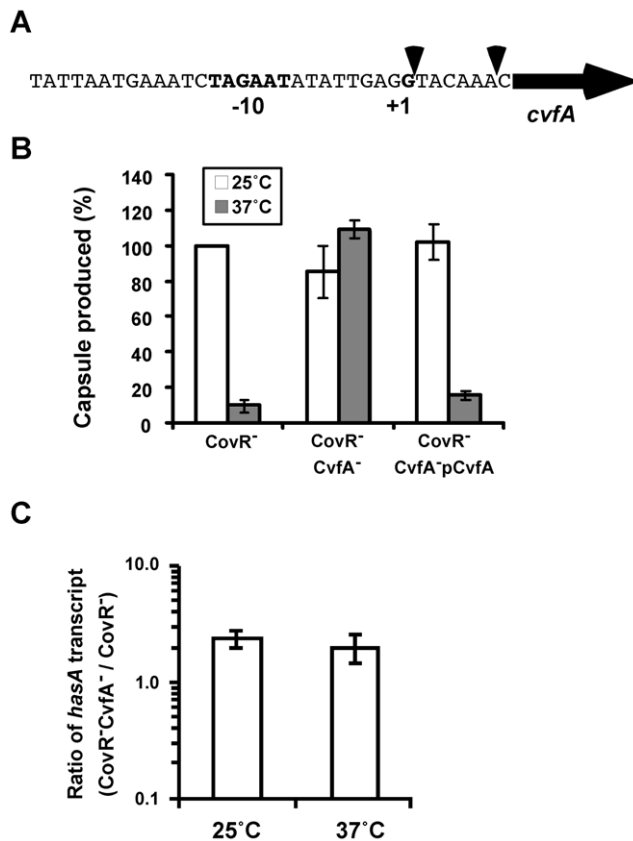 A
TATTAATGAAATCTAGAATATATTGAGGTACAAAC
-10 +1 cvfA
B
Capsule produced (%)
140
120
100
80
60
40
20
0
25˚C
37˚C
CovR⁻
CovR⁻
CvfA⁻
CovR⁻
CvfA⁻pCvfA
C
Ratio of hasA transcript
(CovR⁻CvfA⁻ / CovR⁻)
10.0
1.0
0.1
25˚C 37˚C